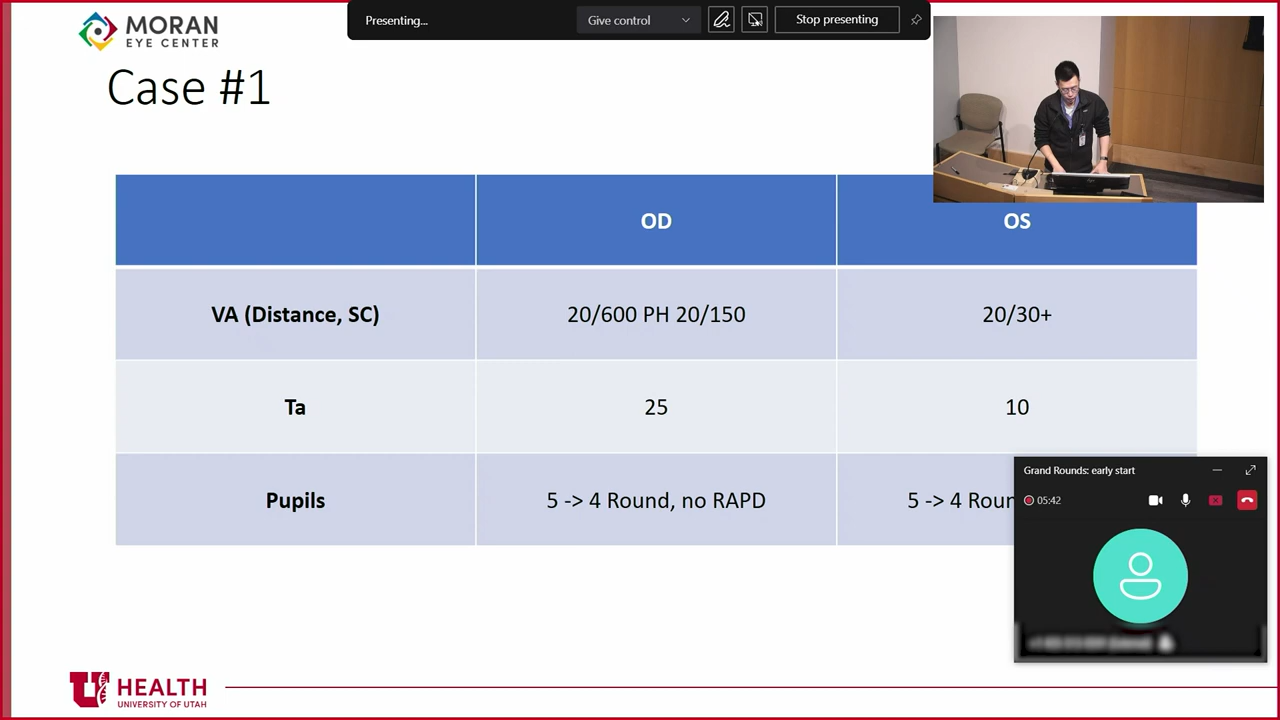 MORAN
EYE CENTER
Presenting...
Give control
Stop presenting
Case #1
OD
OS
VA (Distance, SC)
20/600 PH 20/150
20/30+
Ta
25
10
Pupils
5 -> 4 Round, no RAPD
5 -> 4
Grand Rounds: early start
05:42
U HEALTH
UNIVERSITY OF UTAH